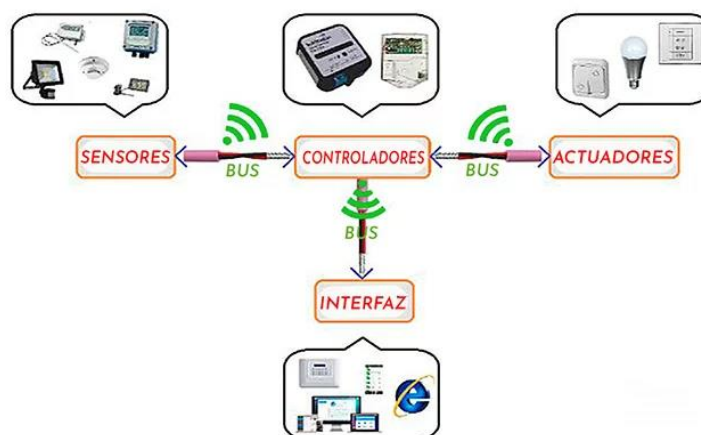 SENSORES
BUS
CONTROLADORES
BUS
ACTUADORES
BUS
INTERFAZ